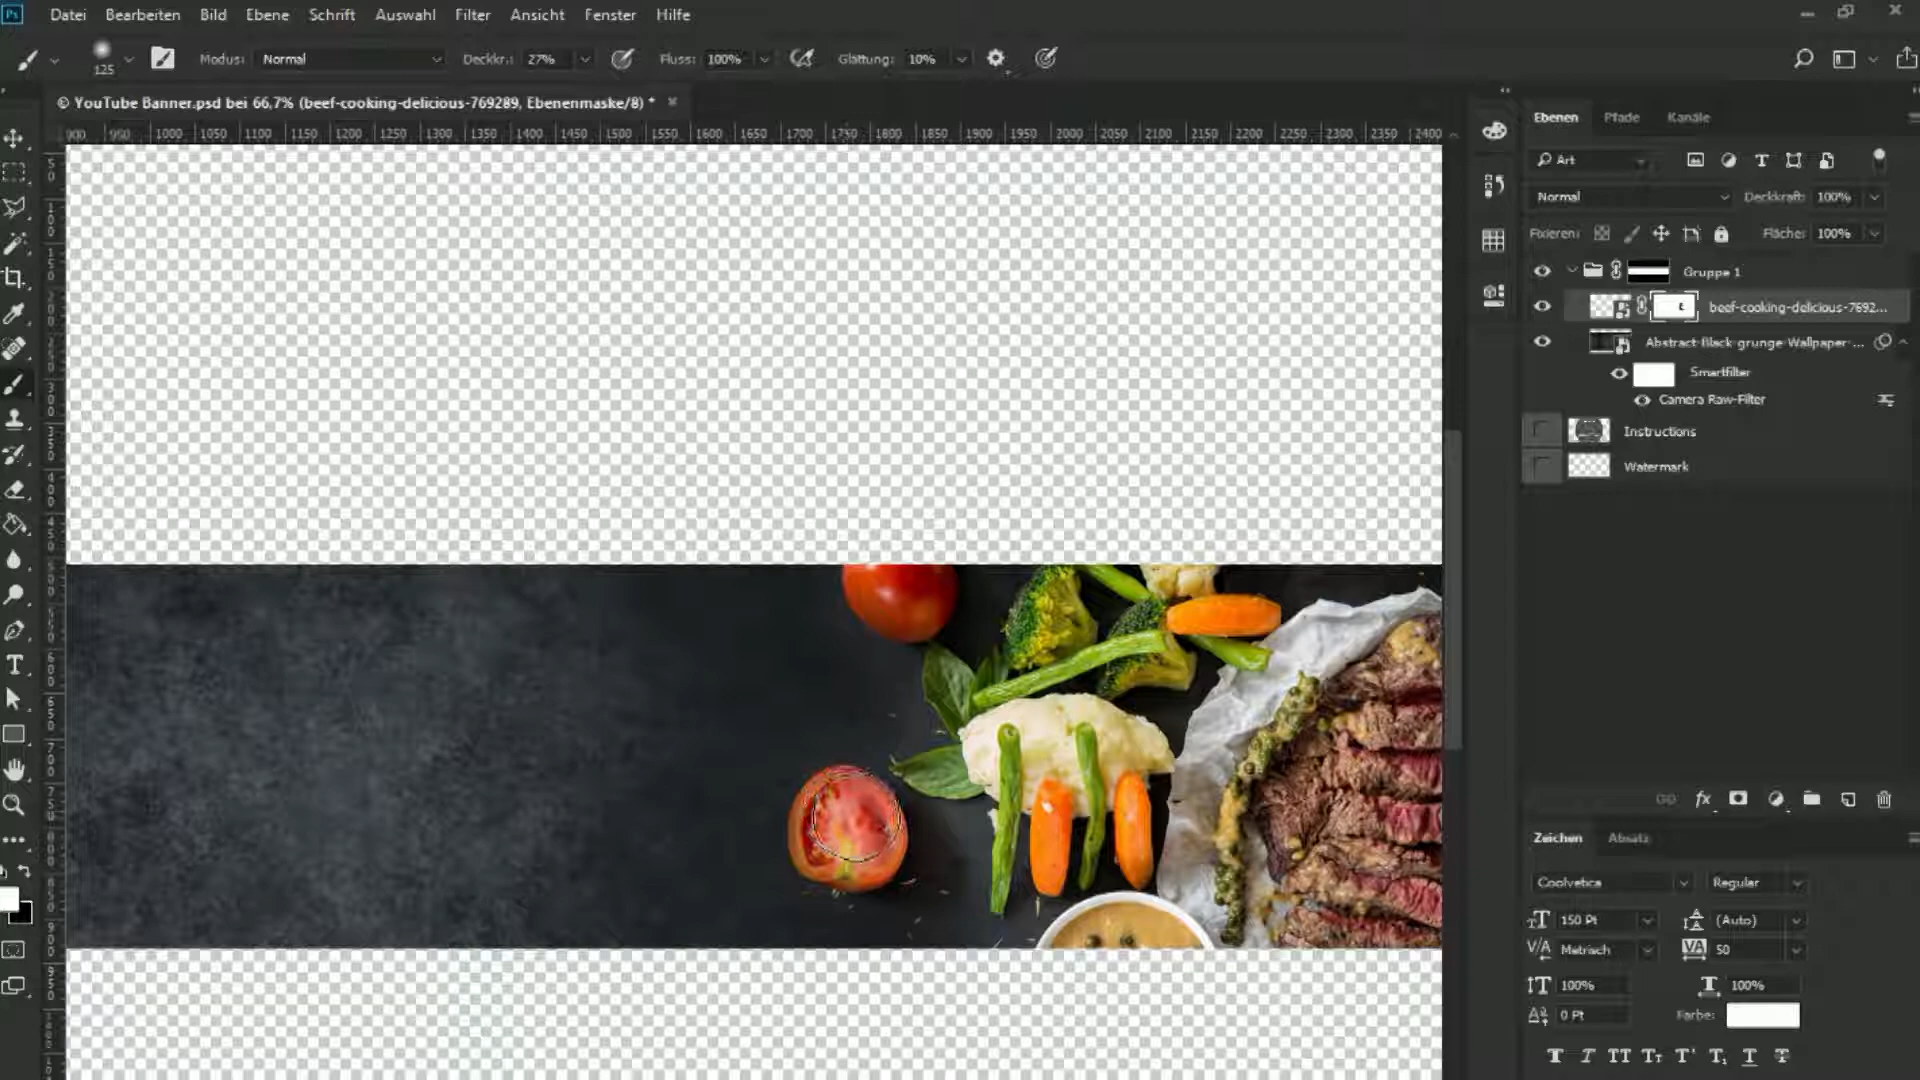 Ps Datei Bearbeiten Bild Ebene Schrift Auswahl Filter Ansicht Fenster Hilfe
125 Modus: Normal Deckkr.: 27% Fluss: 100% Glättung: 10%
© YouTube Banner.psd bei 66,7% (beef-cooking-delicious-769289, Ebenenmaske/8) *
900 950 1000 1050 1100 1150 1200 1250 1300 1350 1400 1450 1500 1550 1600 1650 1700 1750 1800 1850 1900 1950 2000 2050 2100 2150 2200 2250 2300 2350 2400
Ebenen Pfade Kanäle
Art
Normal Deckkraft: 100%
Fixieren: Fläche: 100%
Gruppe 1
beef-cooking-delicious-7692...
Abstract Black grunge Wallpaper ...
Smartfilter
Camera Raw-Filter
Instructions
Watermark
Zeichen Absatz
Coolvetica Regular
150 Pt (Auto)
Metrisch 50
100% 100%
0 Pt Farbe: